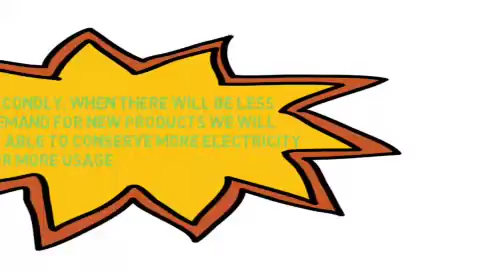 CONDLY, WHEN THERE WILL BE LESS
EMAND FOR NEW PRODUCTS WE WILL
ABLE TO CONSERVE MORE ELECTRICITY
R MORE USAGE